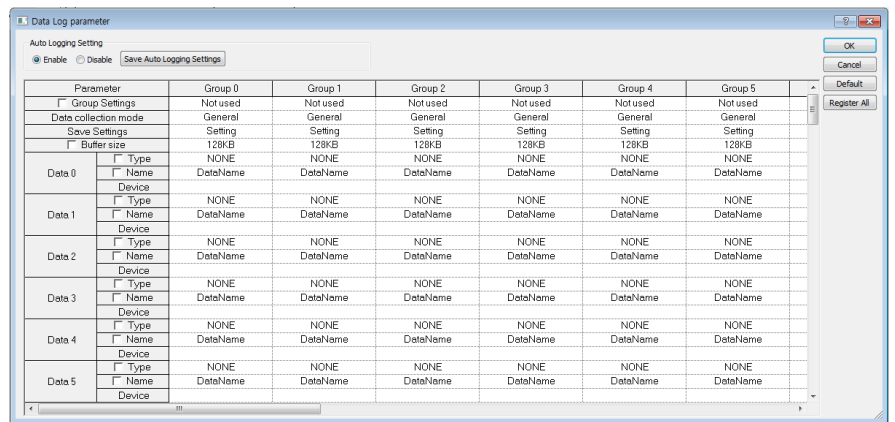 Data Log parameter
Auto Logging Setting
Enable Disable Save Auto Logging Settings
OK
Cancel
Default
Register All
Parameter Group 0 Group 1 Group 2 Group 3 Group 4 Group 5
Group Settings Not used Not used Not used Not used Not used Not used
Data collection mode General General General General General General
Save Settings Setting Setting Setting Setting Setting Setting
Buffer size 128KB 128KB 128KB 128KB 128KB 128KB
Data 0 Type NONE NONE NONE NONE NONE NONE
Name DataName DataName DataName DataName DataName DataName
Device
Data 1 Type NONE NONE NONE NONE NONE NONE
Name DataName DataName DataName DataName DataName DataName
Device
Data 2 Type NONE NONE NONE NONE NONE NONE
Name DataName DataName DataName DataName DataName DataName
Device
Data 3 Type NONE NONE NONE NONE NONE NONE
Name DataName DataName DataName DataName DataName DataName
Device
Data 4 Type NONE NONE NONE NONE NONE NONE
Name DataName DataName DataName DataName DataName DataName
Device
Data 5 Type NONE NONE NONE NONE NONE NONE
Name DataName DataName DataName DataName DataName DataName
Device